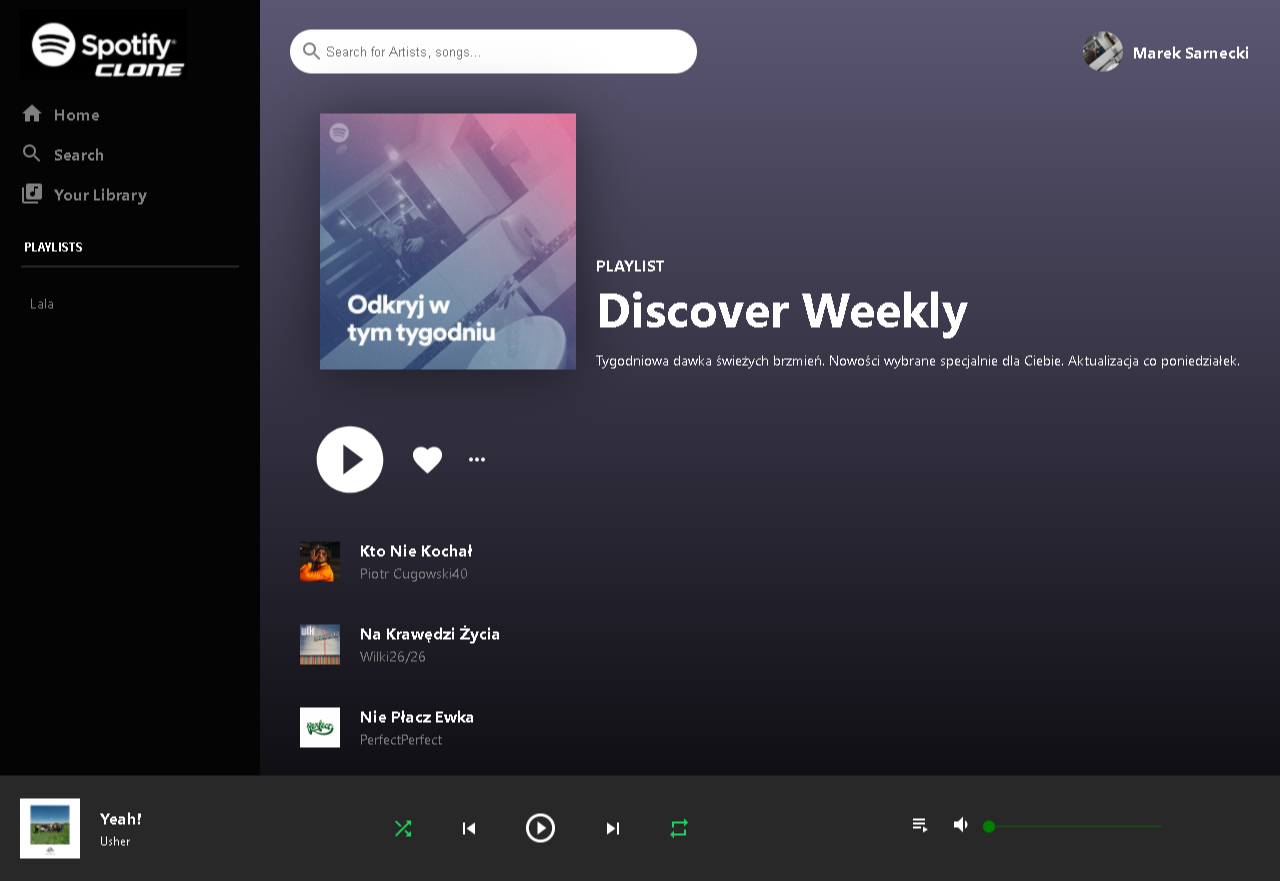 Spotify
CLONE
Search for Artists, songs...
Marek Sarnecki
Home
Search
Your Library
PLAYLISTS
Lala
Odkryj w
tym tygodniu
PLAYLIST
Discover Weekly
Tygodniowa dawka świeżych brzmień. Nowości wybrane specjalnie dla Ciebie. Aktualizacja co poniedziałek.
Kto Nie Kochał
Piotr Cugowski40
Na Krawędzi Życia
Wilki26/26
Nie Płacz Ewka
PerfectPerfect
Yeah!
Usher